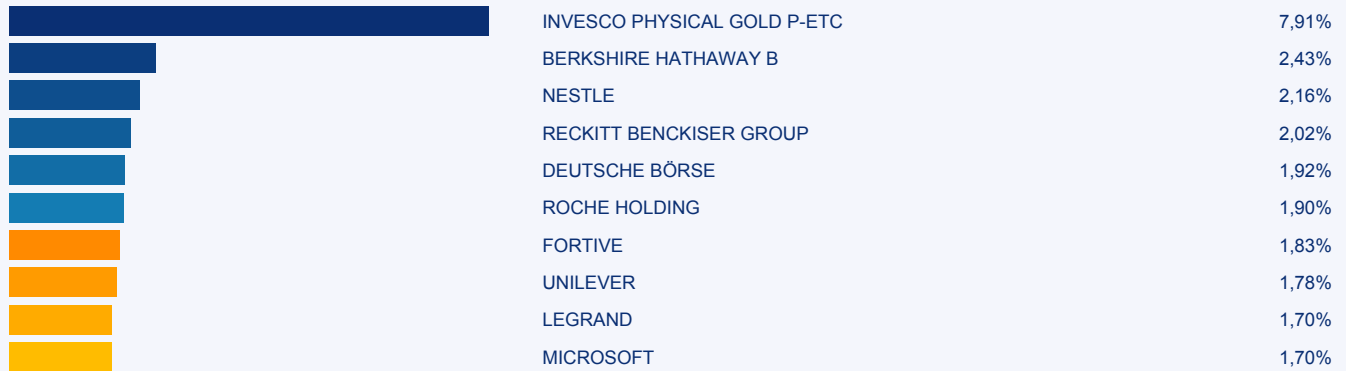 INVESCO PHYSICAL GOLD P-ETC 7,91%
BERKSHIRE HATHAWAY B 2,43%
NESTLE 2,16%
RECKITT BENCKISER GROUP 2,02%
DEUTSCHE BÖRSE 1,92%
ROCHE HOLDING 1,90%
FORTIVE 1,83%
UNILEVER 1,78%
LEGRAND 1,70%
MICROSOFT 1,70%